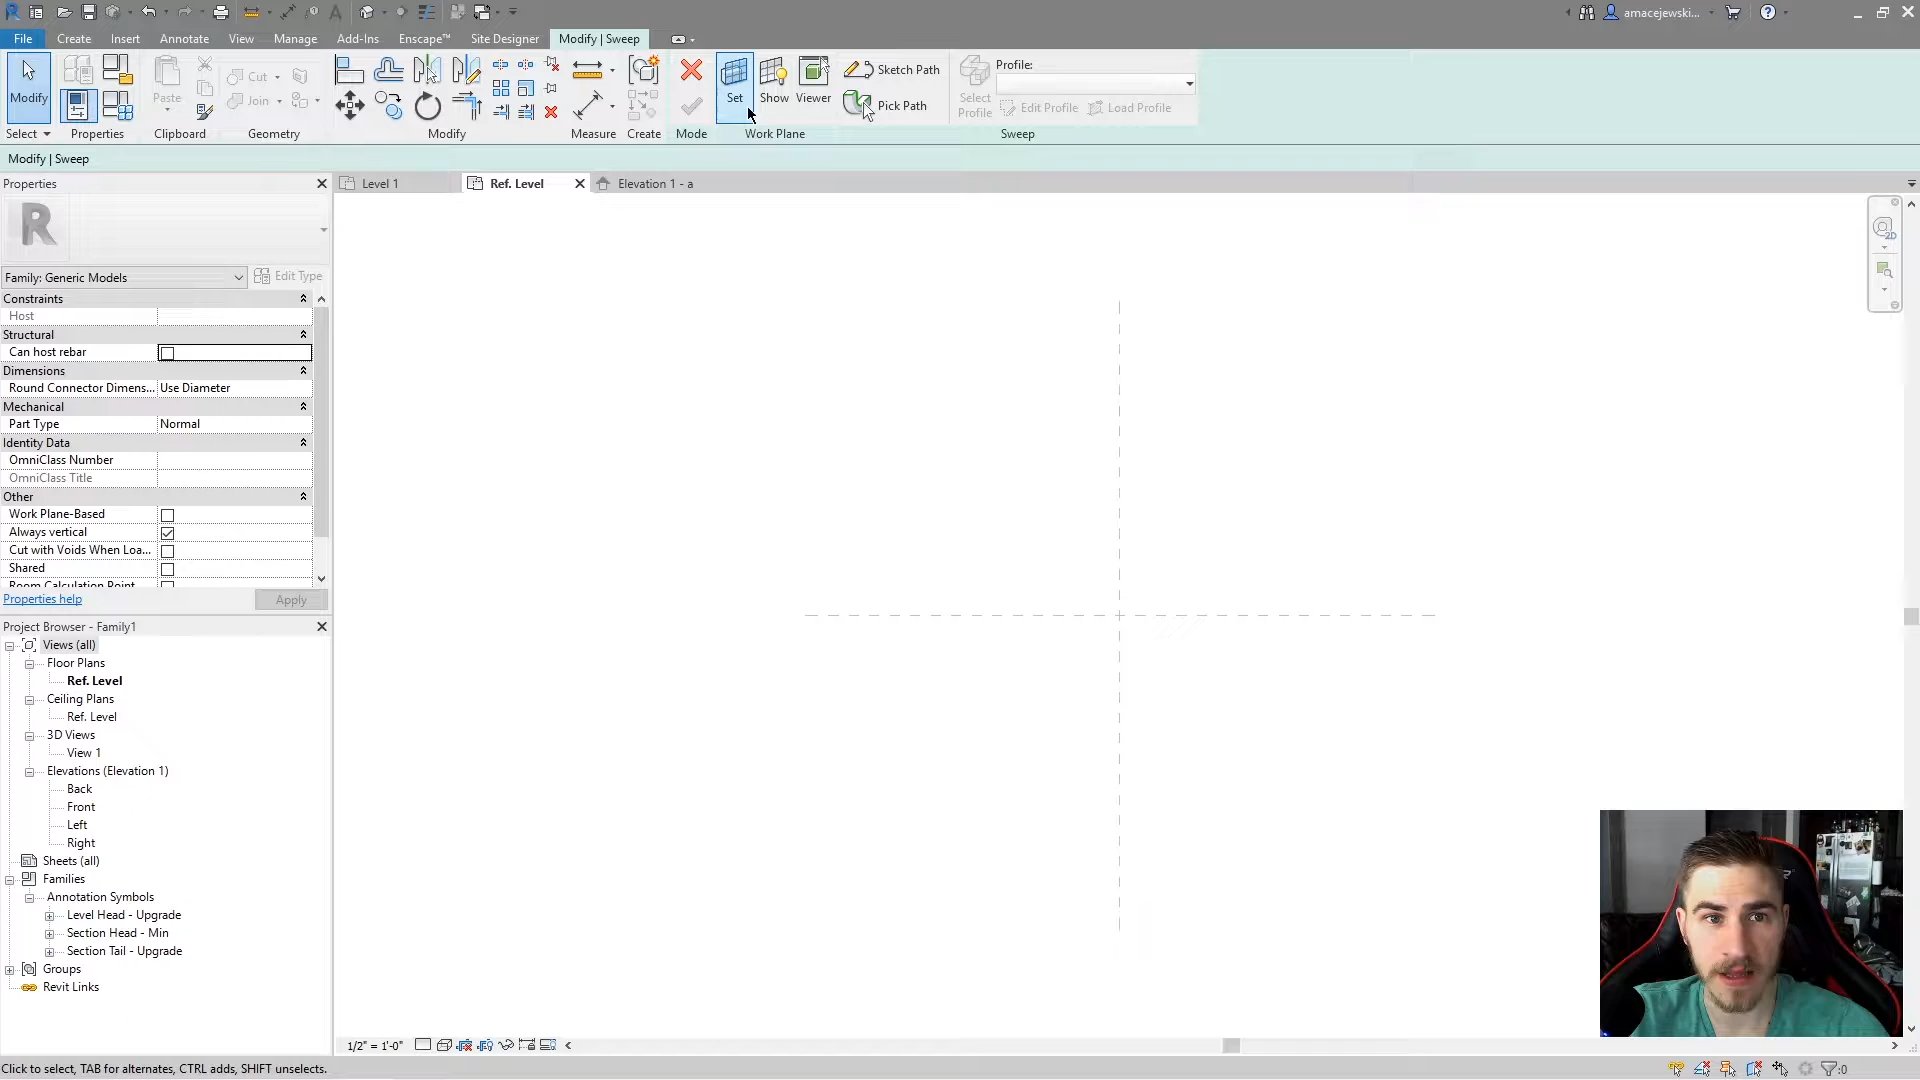 amacejewski...
File Create Insert Annotate View Manage Add-Ins Enscape™ Site Designer Modify | Sweep
Modify
Select
Properties
Paste
Clipboard
Cut
Join
Geometry
Modify
Measure
Create
Mode
Set Show Viewer
Work Plane
Sketch Path
Pick Path
Select
Profile
Profile:
Edit Profile Load Profile
Sweep
Modify | Sweep
Properties
Level 1 Ref. Level Elevation 1 - a
R
Family: Generic Models Edit Type
Constraints
Host
Structural
Can host rebar
Dimensions
Round Connector Dimens... Use Diameter
Mechanical
Part Type Normal
Identity Data
OmniClass Number
OmniClass Title
Other
Work Plane-Based
Always vertical
Cut with Voids When Loa...
Shared
Room Calculation Point
Properties help Apply
Project Browser - Family1
Views (all)
Floor Plans
Ref. Level
Ceiling Plans
Ref. Level
3D Views
View 1
Elevations (Elevation 1)
Back
Front
Left
Right
Sheets (all)
Families
Annotation Symbols
Level Head - Upgrade
Section Head - Min
Section Tail - Upgrade
Groups
Revit Links
2D
1/2" = 1'-0"
Click to select, TAB for alternates, CTRL adds, SHIFT unselects.
:0